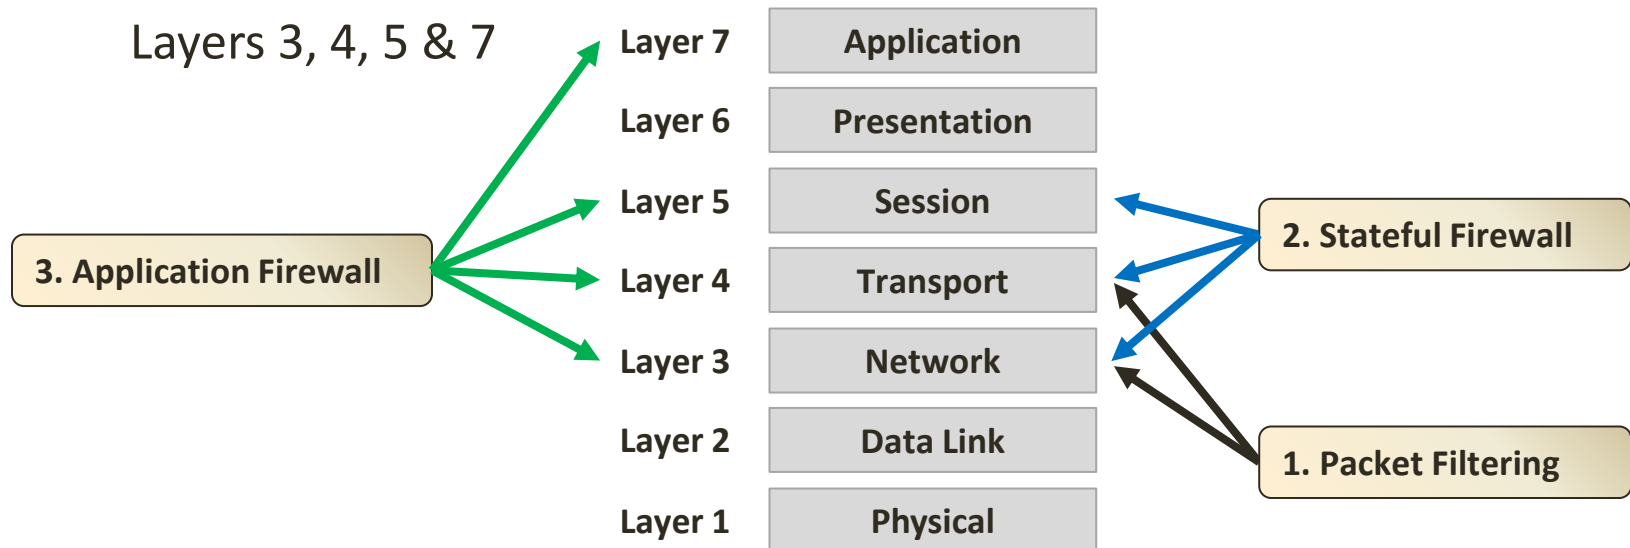 Layers 3, 4, 5 & 7
Layer 7 Application
Layer 6 Presentation
Layer 5 Session
Layer 4 Transport
Layer 3 Network
Layer 2 Data Link
Layer 1 Physical
3. Application Firewall
2. Stateful Firewall
1. Packet Filtering